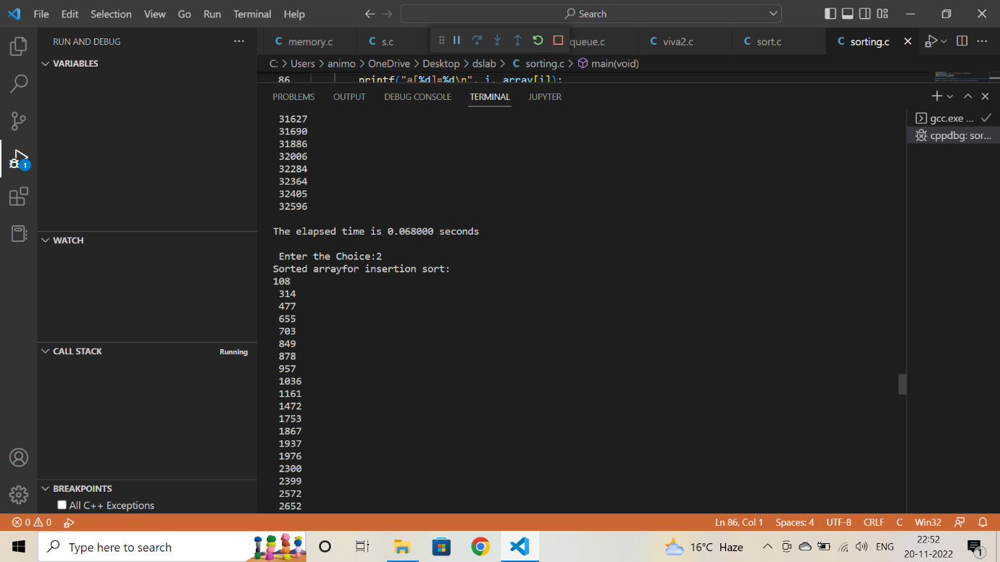 File Edit Selection View Go Run Terminal Help
Search
RUN AND DEBUG
C memory.c
C s.c
queue.c
C viva2.c
C sort.c
C sorting.c
C: > Users > animo > OneDrive > Desktop > dslab > C sorting.c > main(void)
VARIABLES
86 printf("a[%d]=%d\n", i, array[i]);
PROBLEMS OUTPUT DEBUG CONSOLE TERMINAL JUPYTER
gcc.exe ...
cppdbg: sor...
31627
31690
31886
32006
32284
32364
32405
32596
The elapsed time is 0.068000 seconds
Enter the Choice:2
Sorted arrayfor insertion sort:
108
314
477
655
703
849
878
957
1036
1161
1472
1753
1867
1937
1976
2300
2399
2572
2652
1
WATCH
CALL STACK Running
BREAKPOINTS
All C++ Exceptions
0 0
Ln 86, Col 1 Spaces: 4 UTF-8 CRLF C Win32
Type here to search
16°C Haze
ENG
22:52
20-11-2022
1